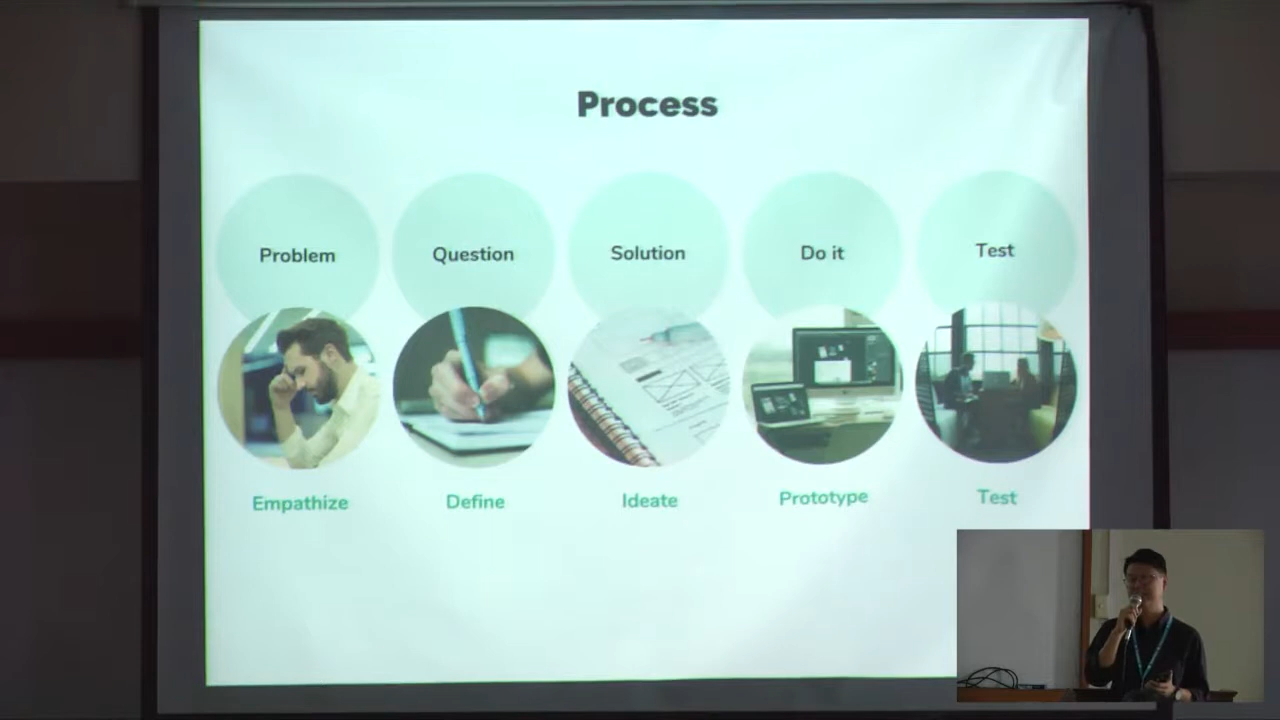 Process
Problem
Question
Solution
Do it
Test
Empathize
Define
Ideate
Prototype
Test